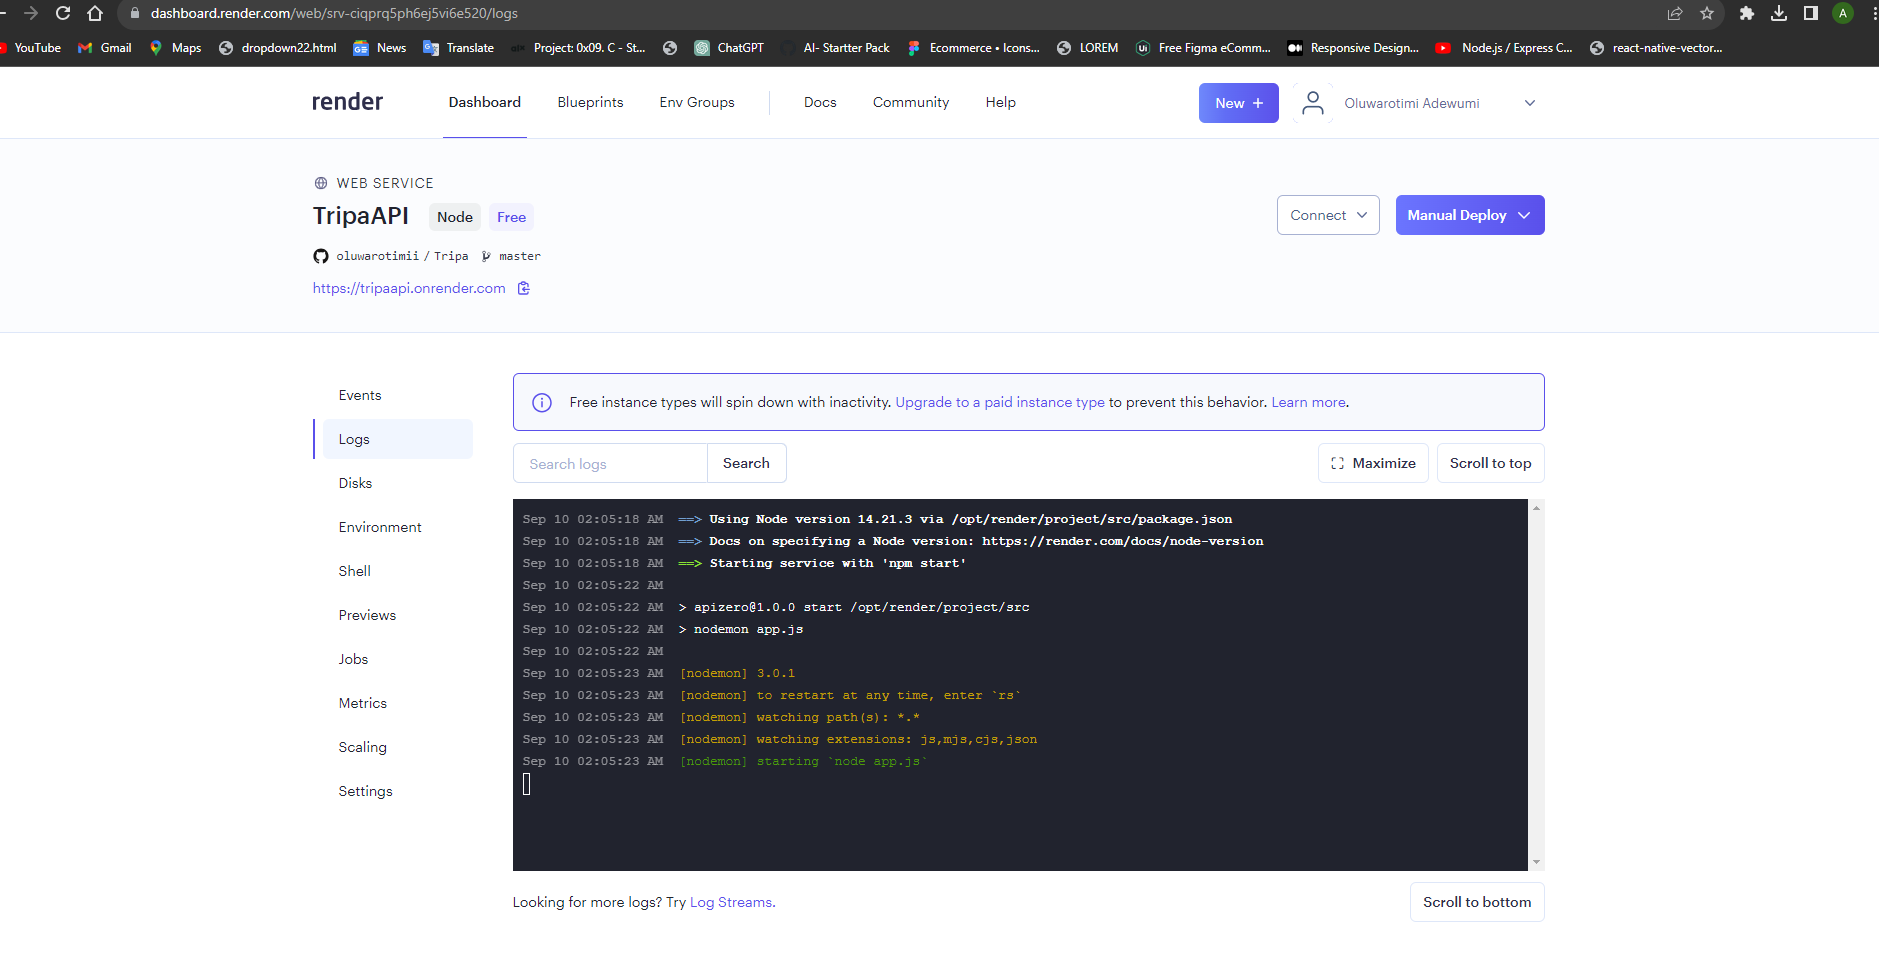 dashboard.render.com/web/srv-ciqprq5ph6ej5vi6e520/logs
A
YouTube Gmail Maps dropdown22.html News Translate Project: 0x09. C - St... ChatGPT AI- Startter Pack Ecommerce • Icons... LOREM Free Figma eComm... Responsive Design... Node.js / Express C... react-native-vector...
render Dashboard Blueprints Env Groups Docs Community Help New + Oluwarotimi Adewumi
WEB SERVICE
TripaAPI Node Free
Connect Manual Deploy
oluwarotimii / Tripa master
https://tripaapi.onrender.com
Events
Logs
Disks
Environment
Shell
Previews
Jobs
Metrics
Scaling
Settings
Free instance types will spin down with inactivity. Upgrade to a paid instance type to prevent this behavior. Learn more.
Search logs Search Maximize Scroll to top
Sep 10 02:05:18 AM ==> Using Node version 14.21.3 via /opt/render/project/src/package.json
Sep 10 02:05:18 AM ==> Docs on specifying a Node version: https://render.com/docs/node-version
Sep 10 02:05:18 AM ==> Starting service with 'npm start'
Sep 10 02:05:22 AM
Sep 10 02:05:22 AM > apizero@1.0.0 start /opt/render/project/src
Sep 10 02:05:22 AM > nodemon app.js
Sep 10 02:05:22 AM
Sep 10 02:05:23 AM [nodemon] 3.0.1
Sep 10 02:05:23 AM [nodemon] to restart at any time, enter `rs`
Sep 10 02:05:23 AM [nodemon] watching path(s): *.*
Sep 10 02:05:23 AM [nodemon] watching extensions: js,mjs,cjs,json
Sep 10 02:05:23 AM [nodemon] starting `node app.js`
Looking for more logs? Try Log Streams.
Scroll to bottom